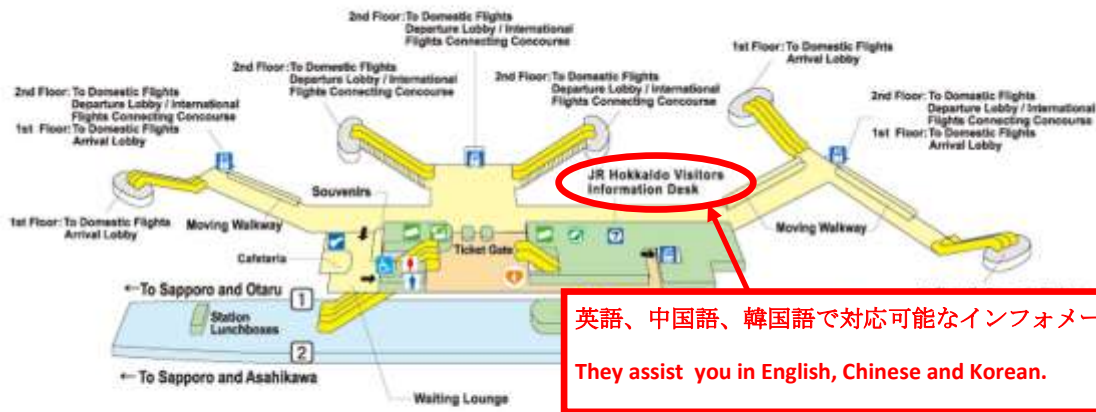 2nd Floor:To Domestic Flights
Departure Lobby / International
Flights Connecting Concourse
2nd Floor:To Domestic Flights
Departure Lobby / International
Flights Connecting Concourse
2nd Floor:To Domestic Flights
Departure Lobby / International
Flights Connecting Concourse
1st Floor:To Domestic Flights
Arrival Lobby
2nd Floor:To Domestic Flights
Departure Lobby / International
Flights Connecting Concourse
1st Floor:To Domestic Flights
Arrival Lobby
2nd Floor:To Domestic Flights
Departure Lobby / International
Flights Connecting Concourse
1st Floor:To Domestic Flights
Arrival Lobby
JR Hokkaido Visitors
Information Desk
Souvenirs
1st Floor:To Domestic Flights
Arrival Lobby
Moving Walkway
Moving Walkway
Ticket Gate
?
Cafeteria
←To Sapporo and Otaru
1
Station
Lunchboxes
2
←To Sapporo and Asahikawa
Waiting Lounge
英語、中国語、韓国語で対応可能なインフォメー
They assist you in English, Chinese and Korean.